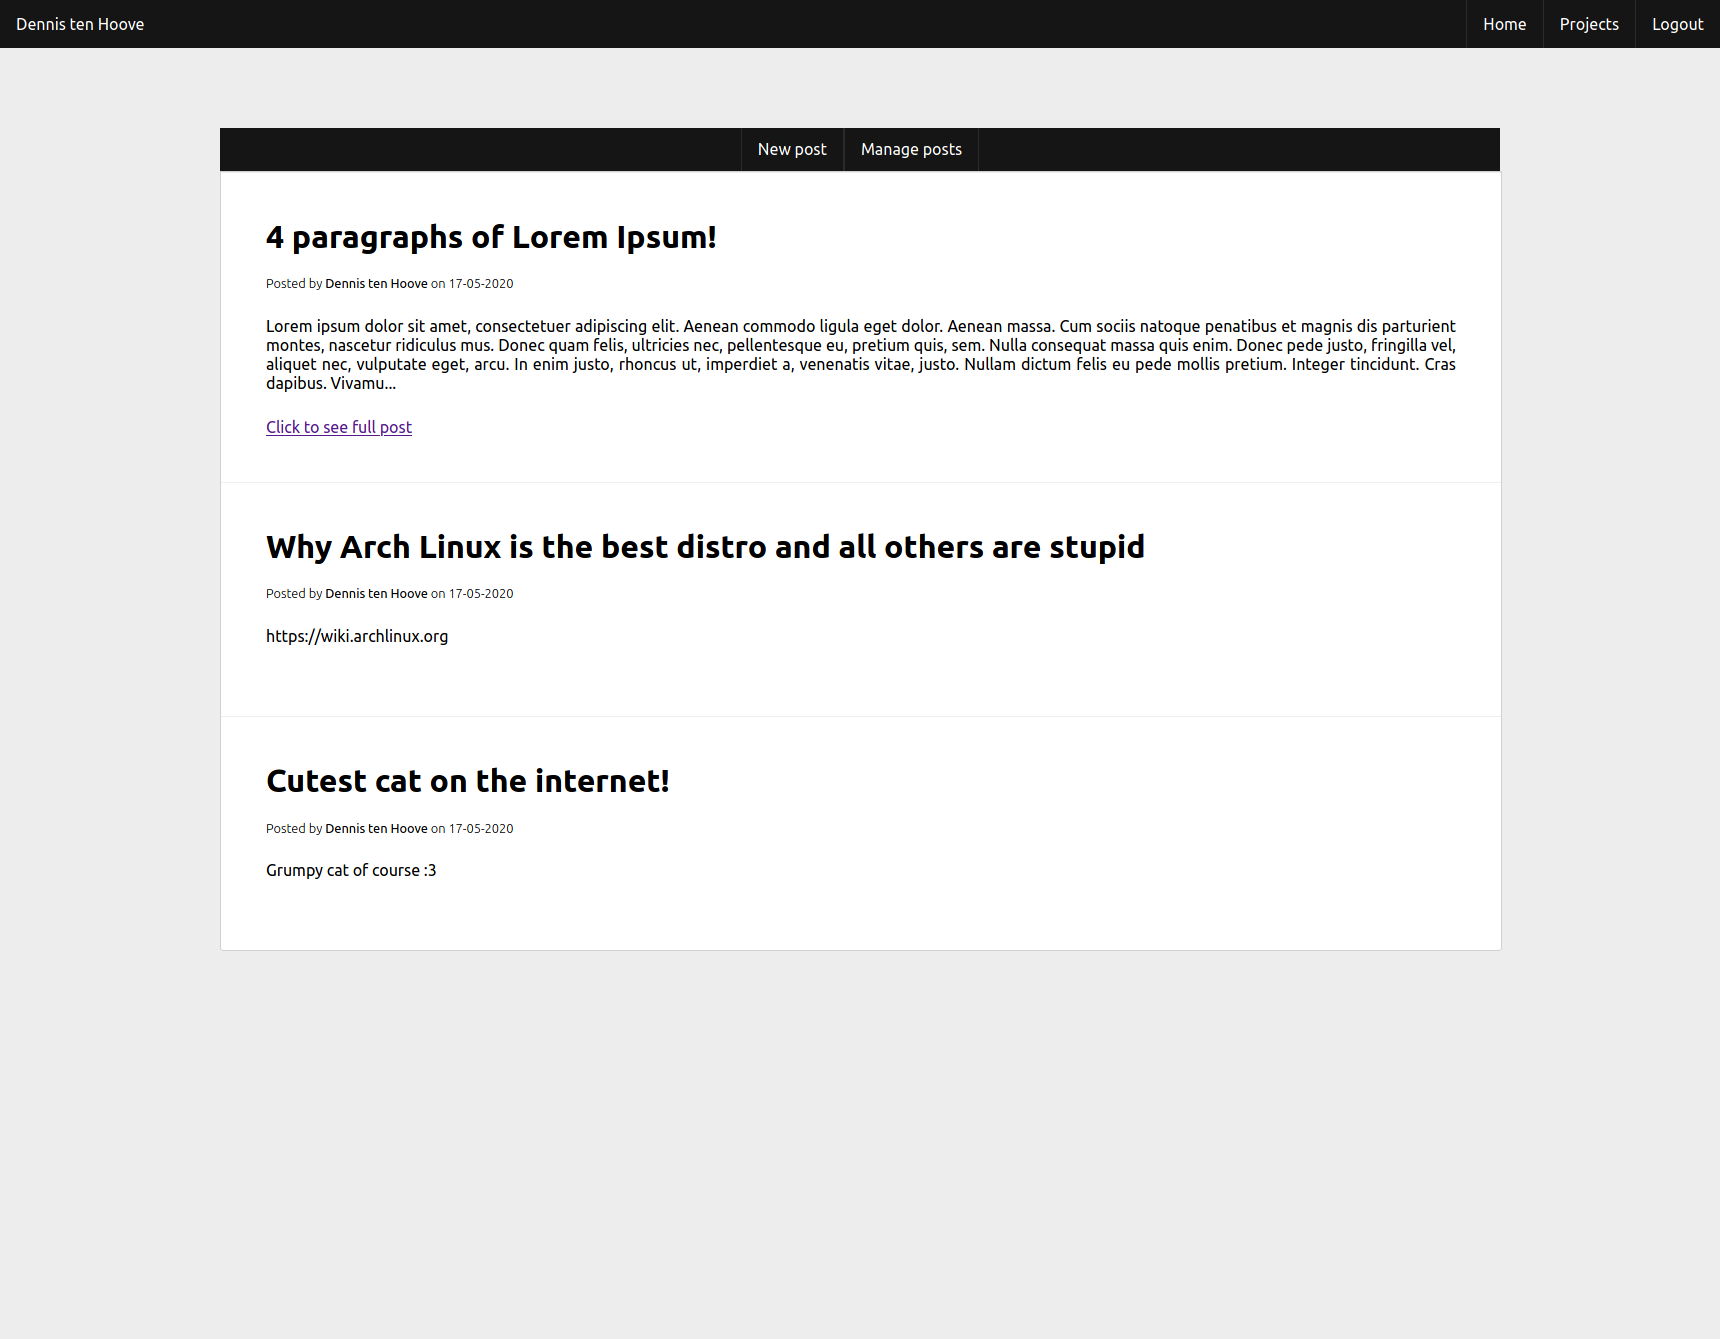 Dennis ten Hoove
Home Projects Logout
New post Manage posts
4 paragraphs of Lorem Ipsum!
Posted by Dennis ten Hoove on 17-05-2020
Lorem ipsum dolor sit amet, consectetuer adipiscing elit. Aenean commodo ligula eget dolor. Aenean massa. Cum sociis natoque penatibus et magnis dis parturient
montes, nascetur ridiculus mus. Donec quam felis, ultricies nec, pellentesque eu, pretium quis, sem. Nulla consequat massa quis enim. Donec pede justo, fringilla vel,
aliquet nec, vulputate eget, arcu. In enim justo, rhoncus ut, imperdiet a, venenatis vitae, justo. Nullam dictum felis eu pede mollis pretium. Integer tincidunt. Cras
dapibus. Vivamu...
Click to see full post
Why Arch Linux is the best distro and all others are stupid
Posted by Dennis ten Hoove on 17-05-2020
https://wiki.archlinux.org
Cutest cat on the internet!
Posted by Dennis ten Hoove on 17-05-2020
Grumpy cat of course :3